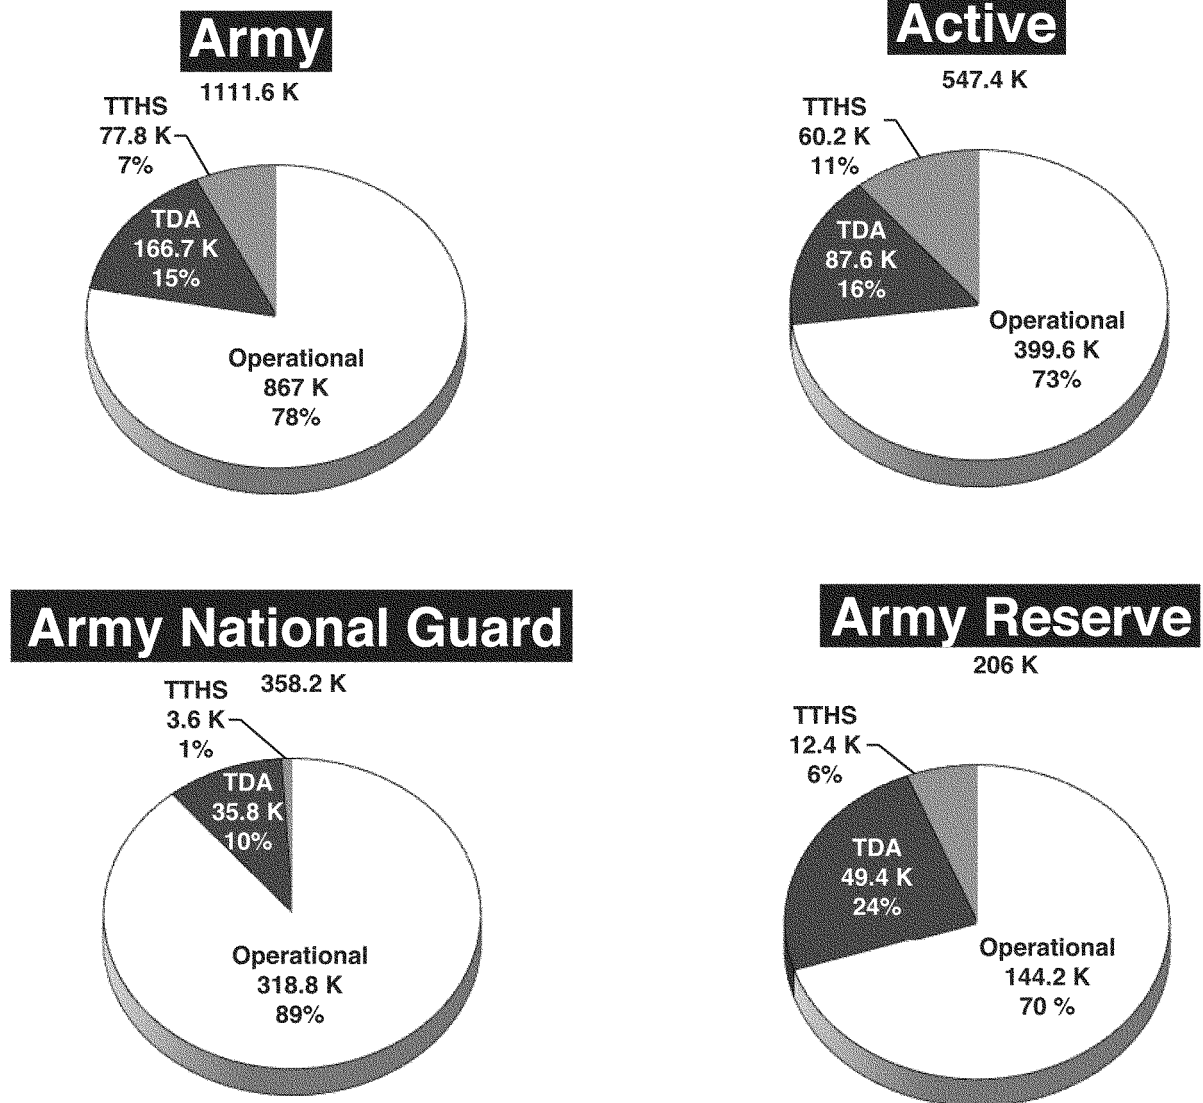 Army
1111.6 K
TTHS
77.8 K
7%
TDA
166.7 K
15%
Operational
867 K
78%
Active
547.4 K
TTHS
60.2 K
11%
TDA
87.6 K
16%
Operational
399.6 K
73%
Army National Guard
358.2 K
TTHS
3.6 K
1%
TDA
35.8 K
10%
Operational
318.8 K
89%
Army Reserve
206 K
TTHS
12.4 K
6%
TDA
49.4 K
24%
Operational
144.2 K
70 %